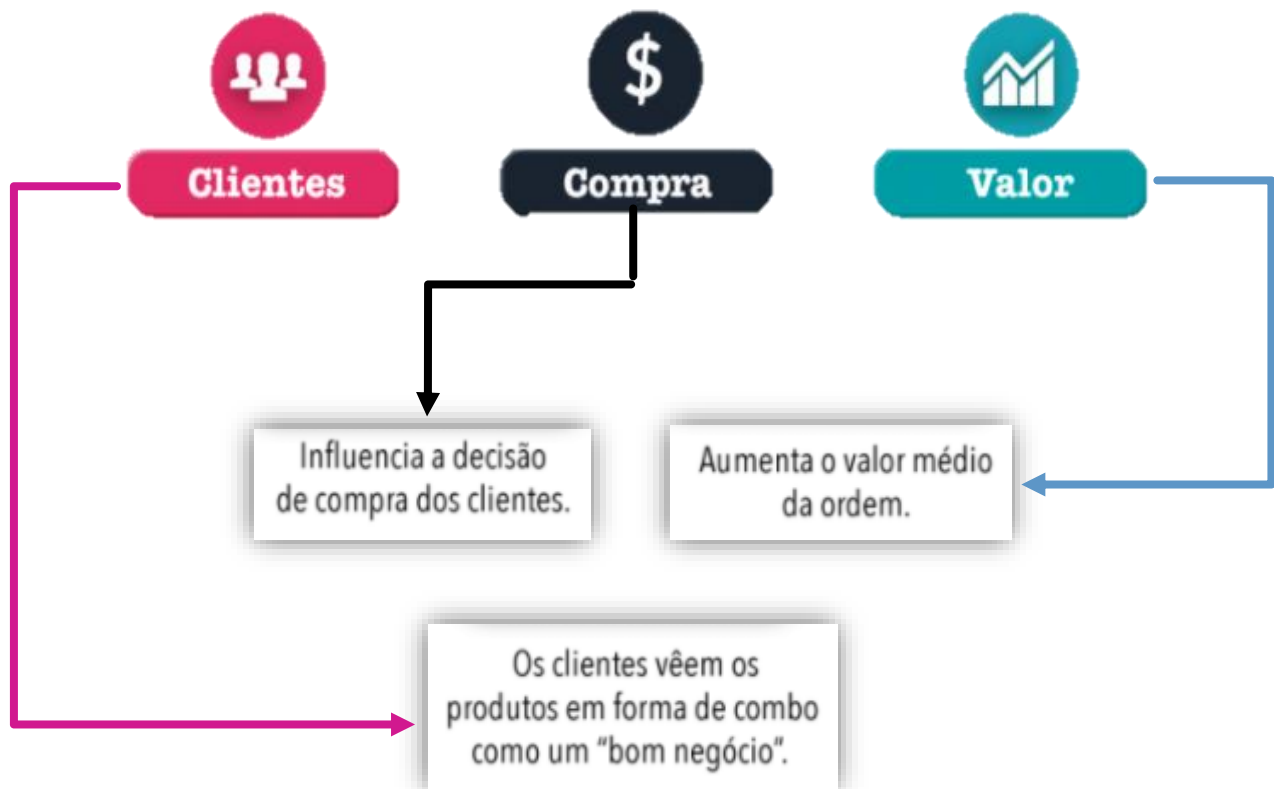 $
Clientes
Compra
Valor
Influencia a decisão
de compra dos clientes.
Aumenta o valor médio
da ordem.
Os clientes vêem os
produtos em forma de combo
como um “bom negócio”.